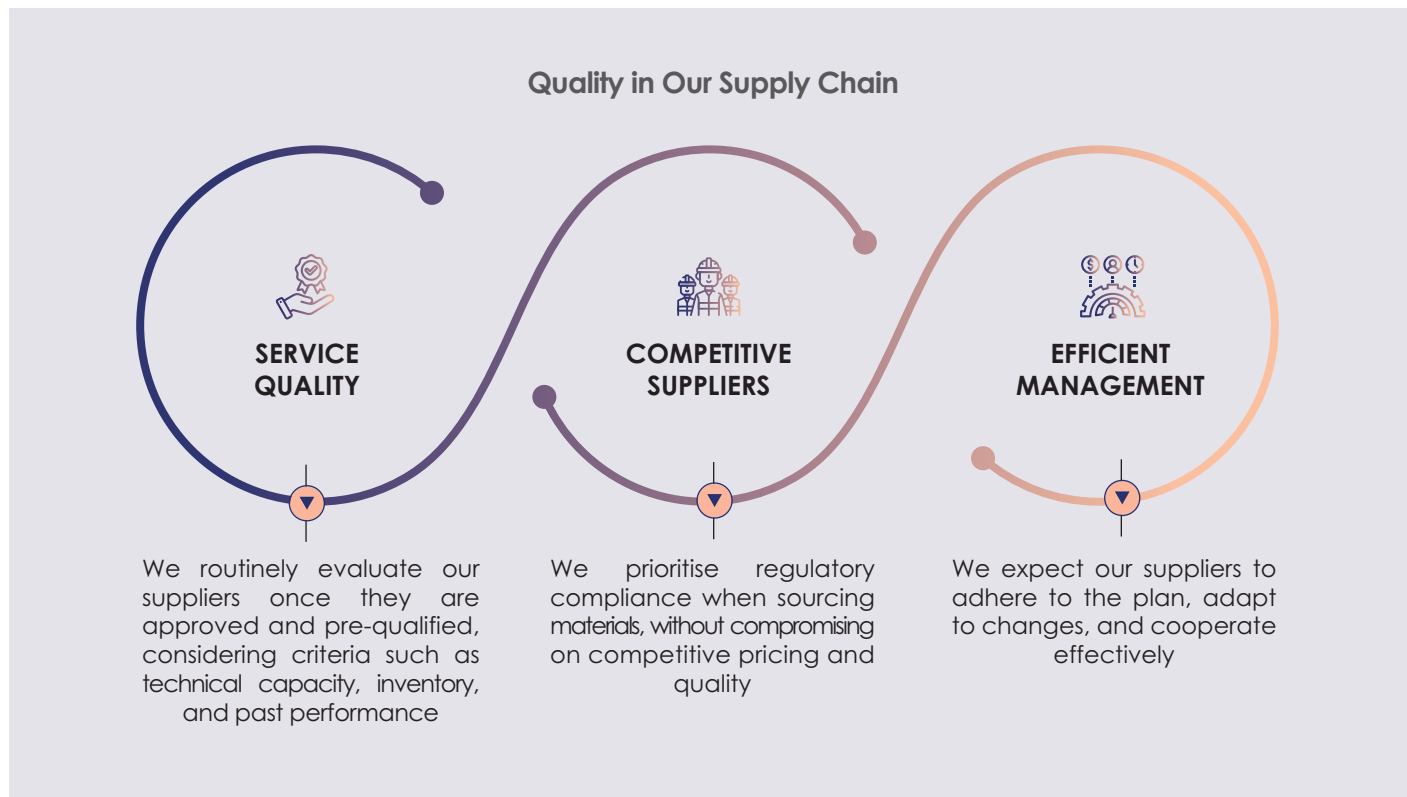 Quality in Our Supply Chain
SERVICE
QUALITY
We routinely evaluate our
suppliers once they are
approved and pre-qualified,
considering criteria such as
technical capacity, inventory,
and past performance
COMPETITIVE
SUPPLIERS
We prioritise regulatory
compliance when sourcing
materials, without compromising
on competitive pricing and
quality
EFFICIENT
MANAGEMENT
We expect our suppliers to
adhere to the plan, adapt
to changes, and cooperate
effectively